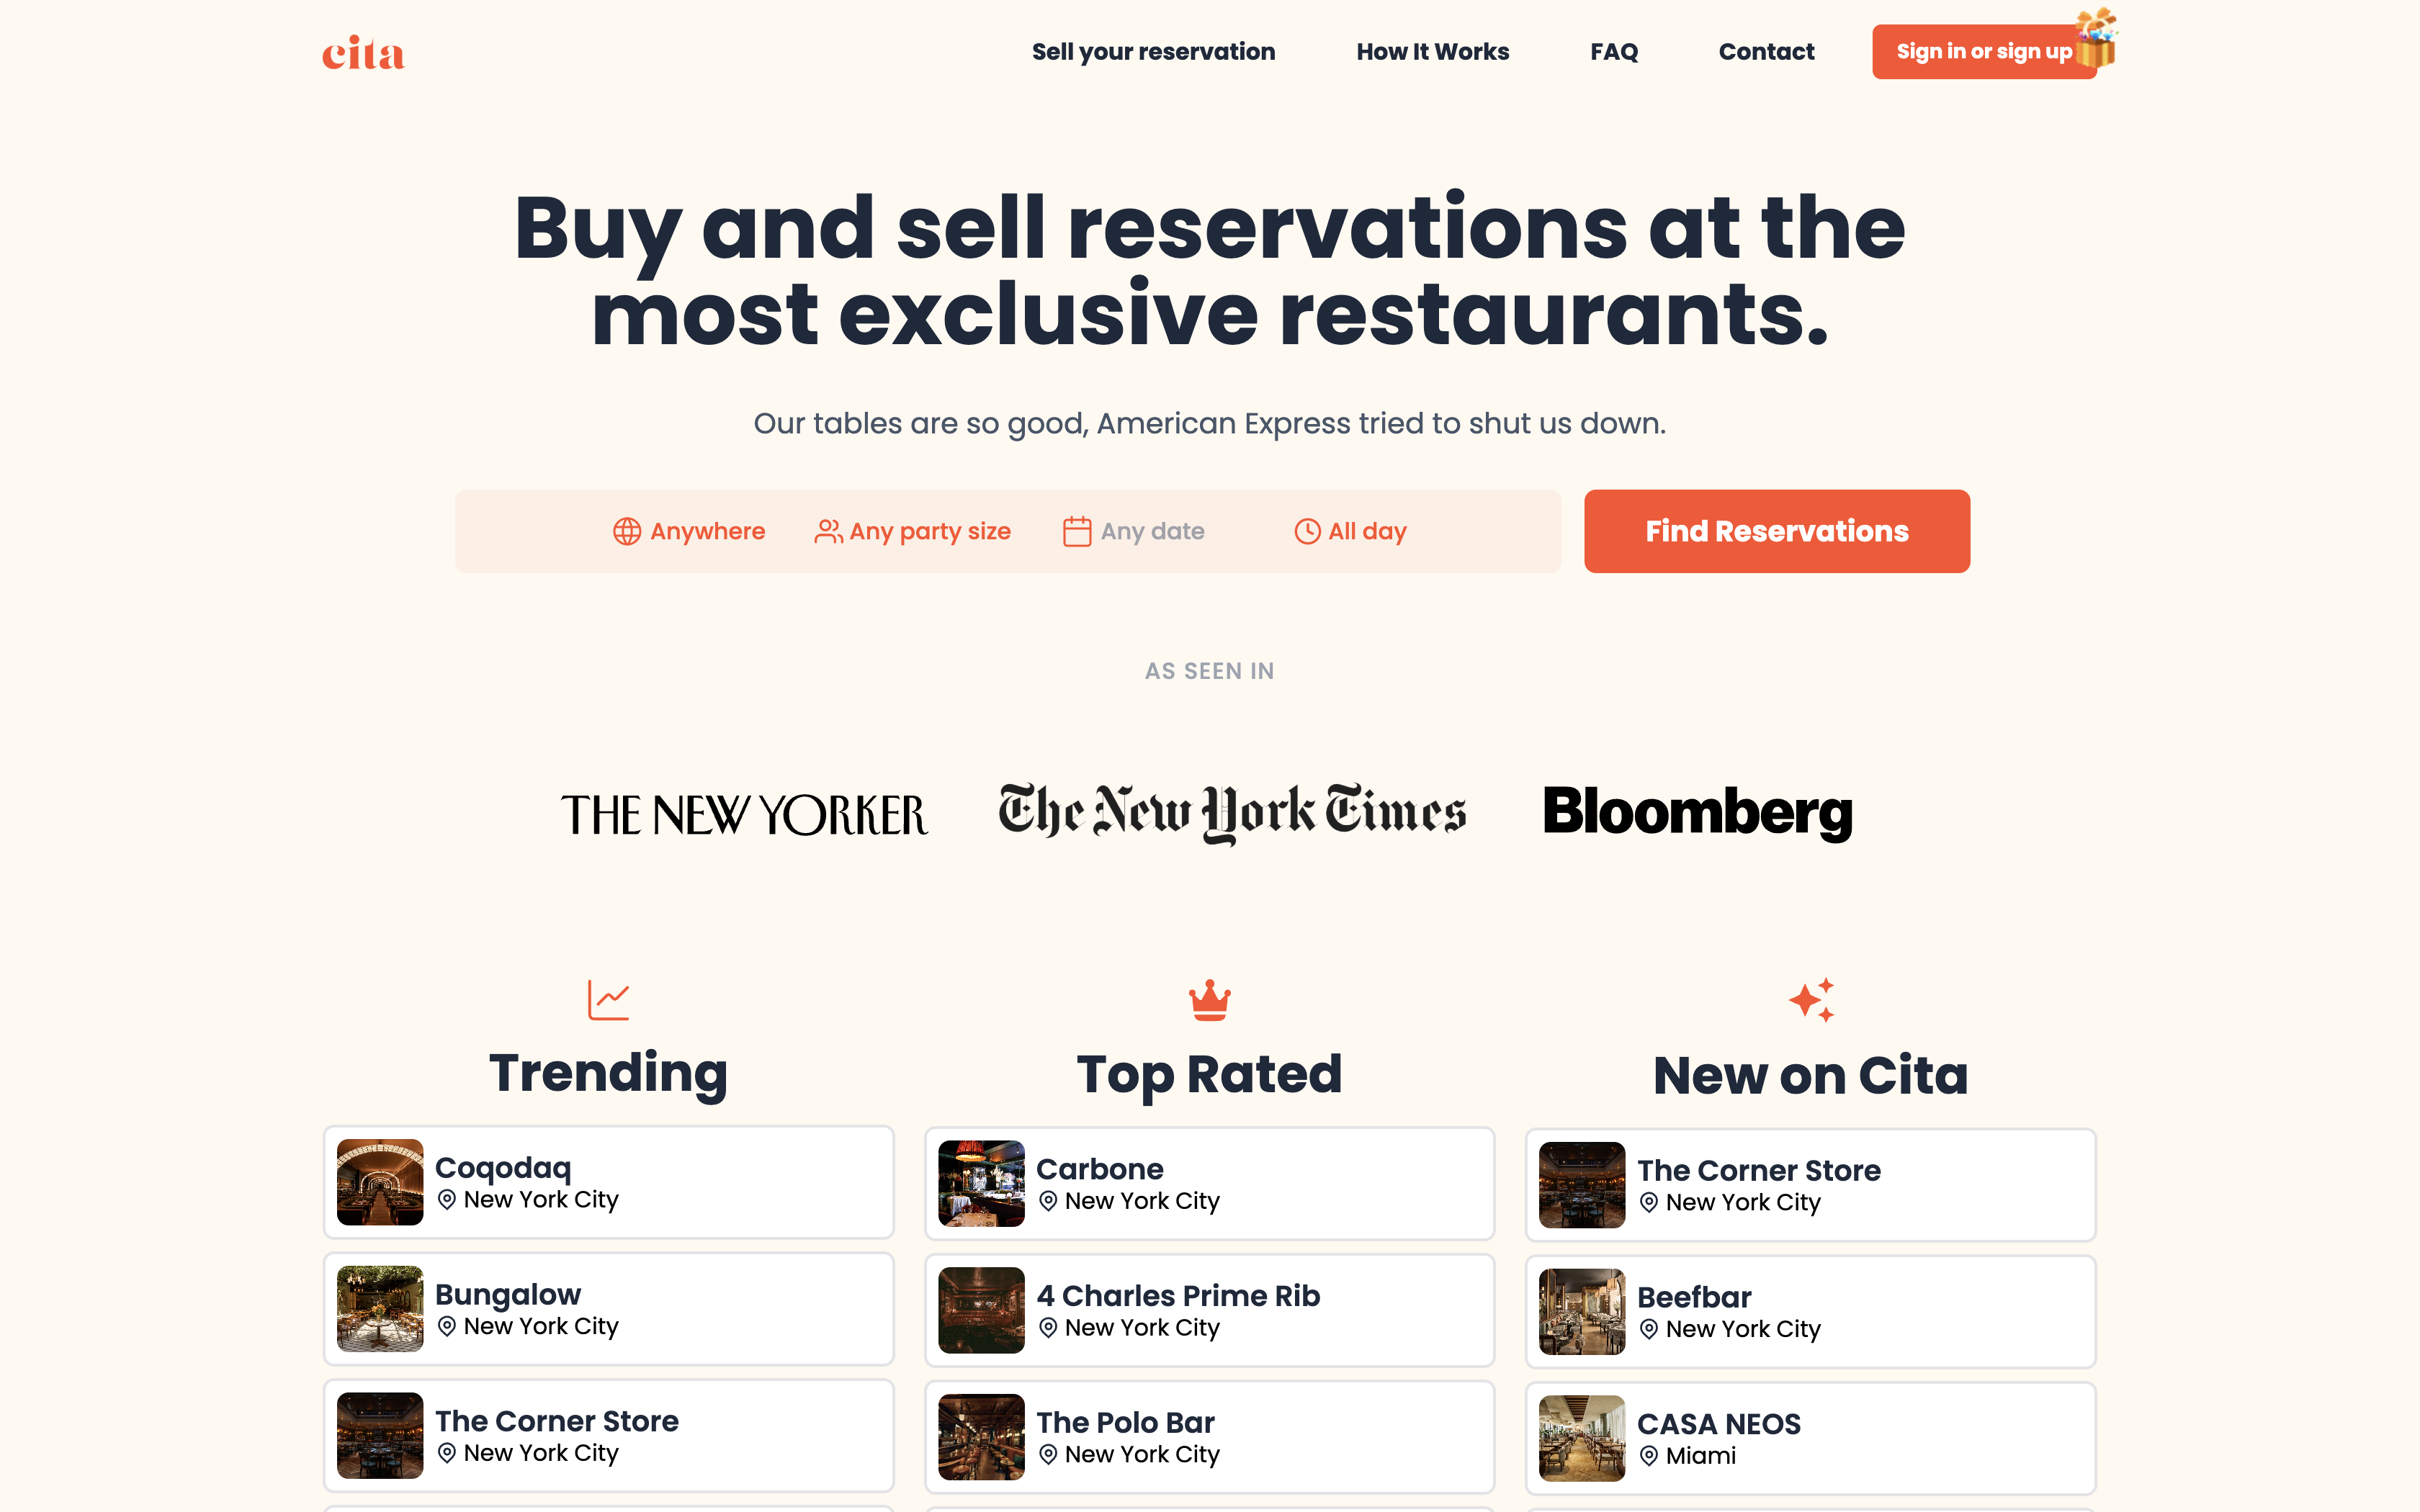 cita
Sell your reservation
How It Works
FAQ
Contact
Sign in or sign up
Buy and sell reservations at the
most exclusive restaurants.
Our tables are so good, American Express tried to shut us down.
Anywhere
Any party size
Any date
All day
Find Reservations
AS SEEN IN
THE NEW YORKER
The New York Times
Bloomberg
Trending
Coqodaq
New York City
Bungalow
New York City
The Corner Store
New York City
Top Rated
Carbone
New York City
4 Charles Prime Rib
New York City
The Polo Bar
New York City
New on Cita
The Corner Store
New York City
Beefbar
New York City
CASA NEOS
Miami